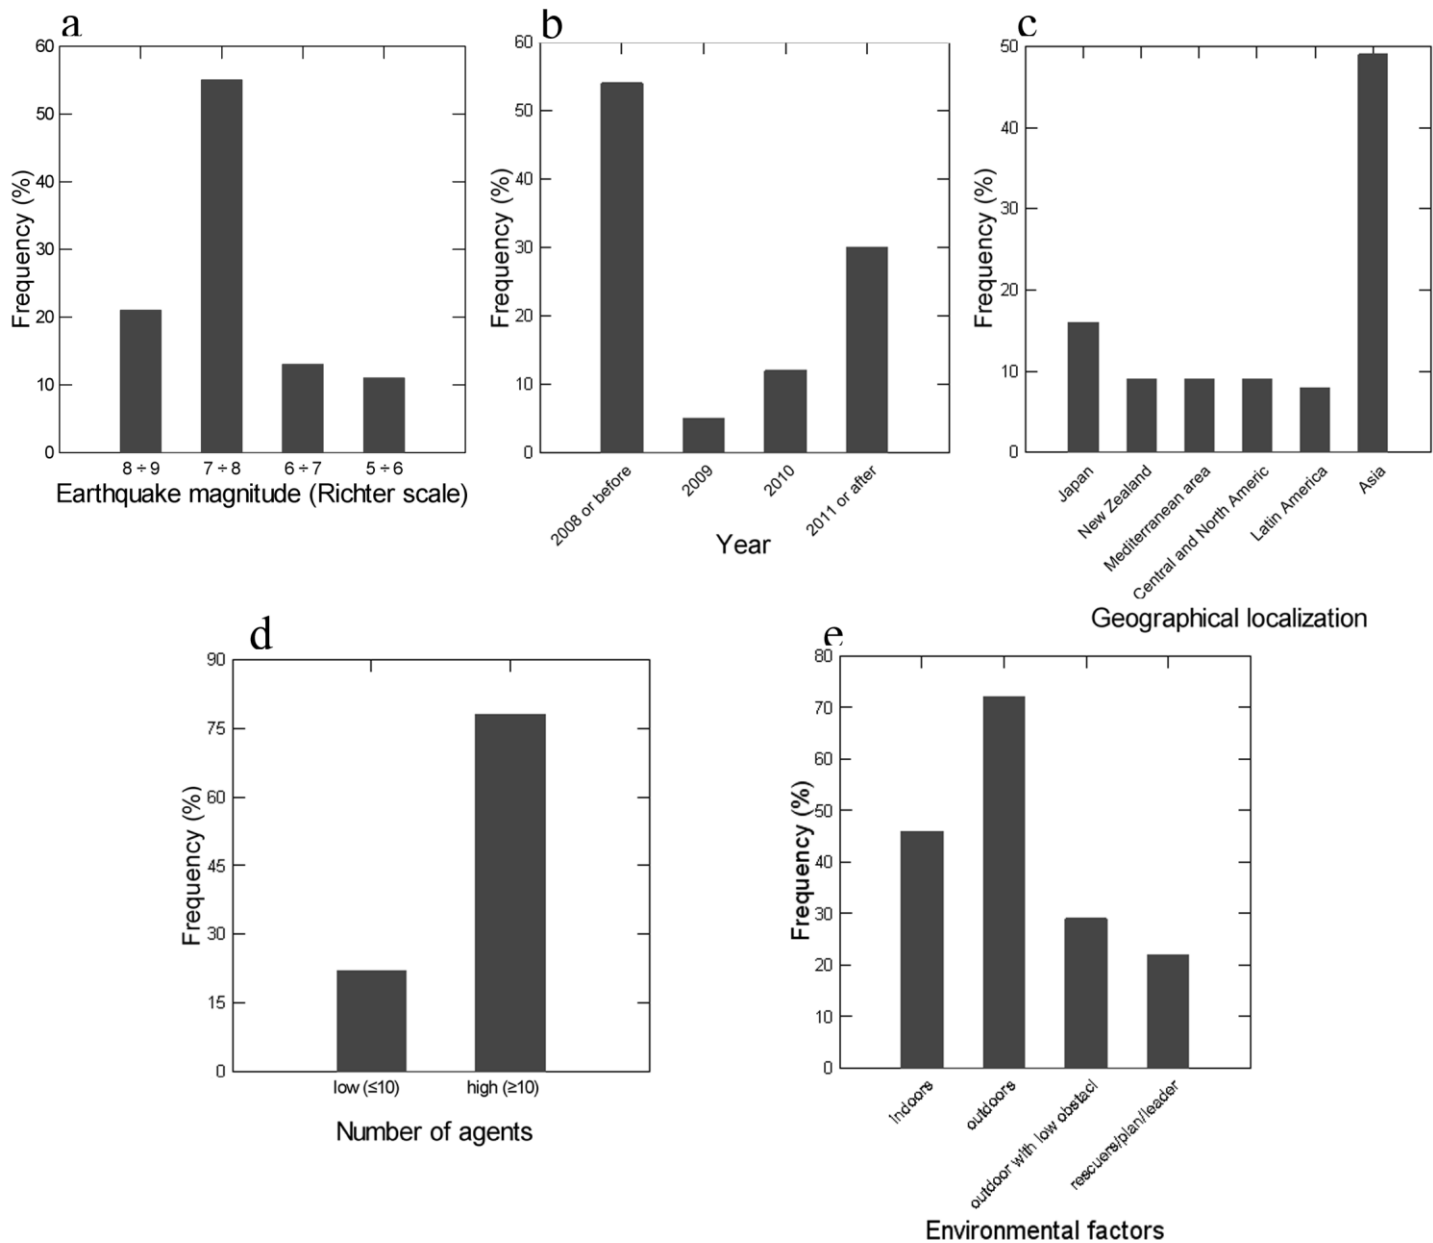 a
60
50
40
30
20
10
0
Frequency (%)
8 ÷ 9 7 ÷ 8 6 ÷ 7 5 ÷ 6
Earthquake magnitude (Richter scale)
b
60
50
40
30
20
10
0
Frequency (%)
2008 or before
2009
2010
2011 or after
Year
c
50
40
30
20
10
0
Frequency (%)
Japan
New Zealand
Mediterranean area
Central and North Americ
Latin America
Asia
Geographical localization
d
90
75
60
45
30
15
0
Frequency (%)
low (≤10) high (≥10)
Number of agents
e
80
70
60
50
40
30
20
10
0
Frequency (%)
Indoors
outdoors
outdoor with low obstacl
rescuers/plan/leader
Environmental factors